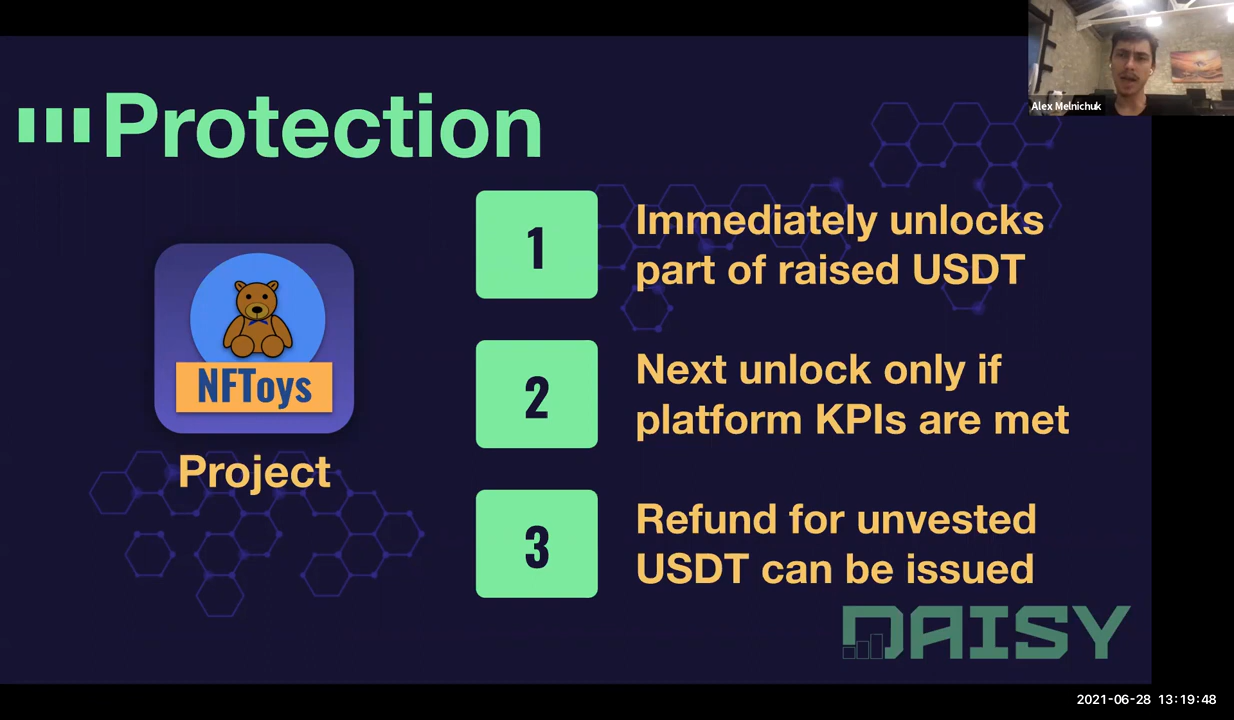 Alex Melnichuk
Protection
NFToys
Project
1
Immediately unlocks
part of raised USDT
2
Next unlock only if
platform KPIs are met
3
Refund for unvested
USDT can be issued
DAISY
2021-06-28 13:19:48